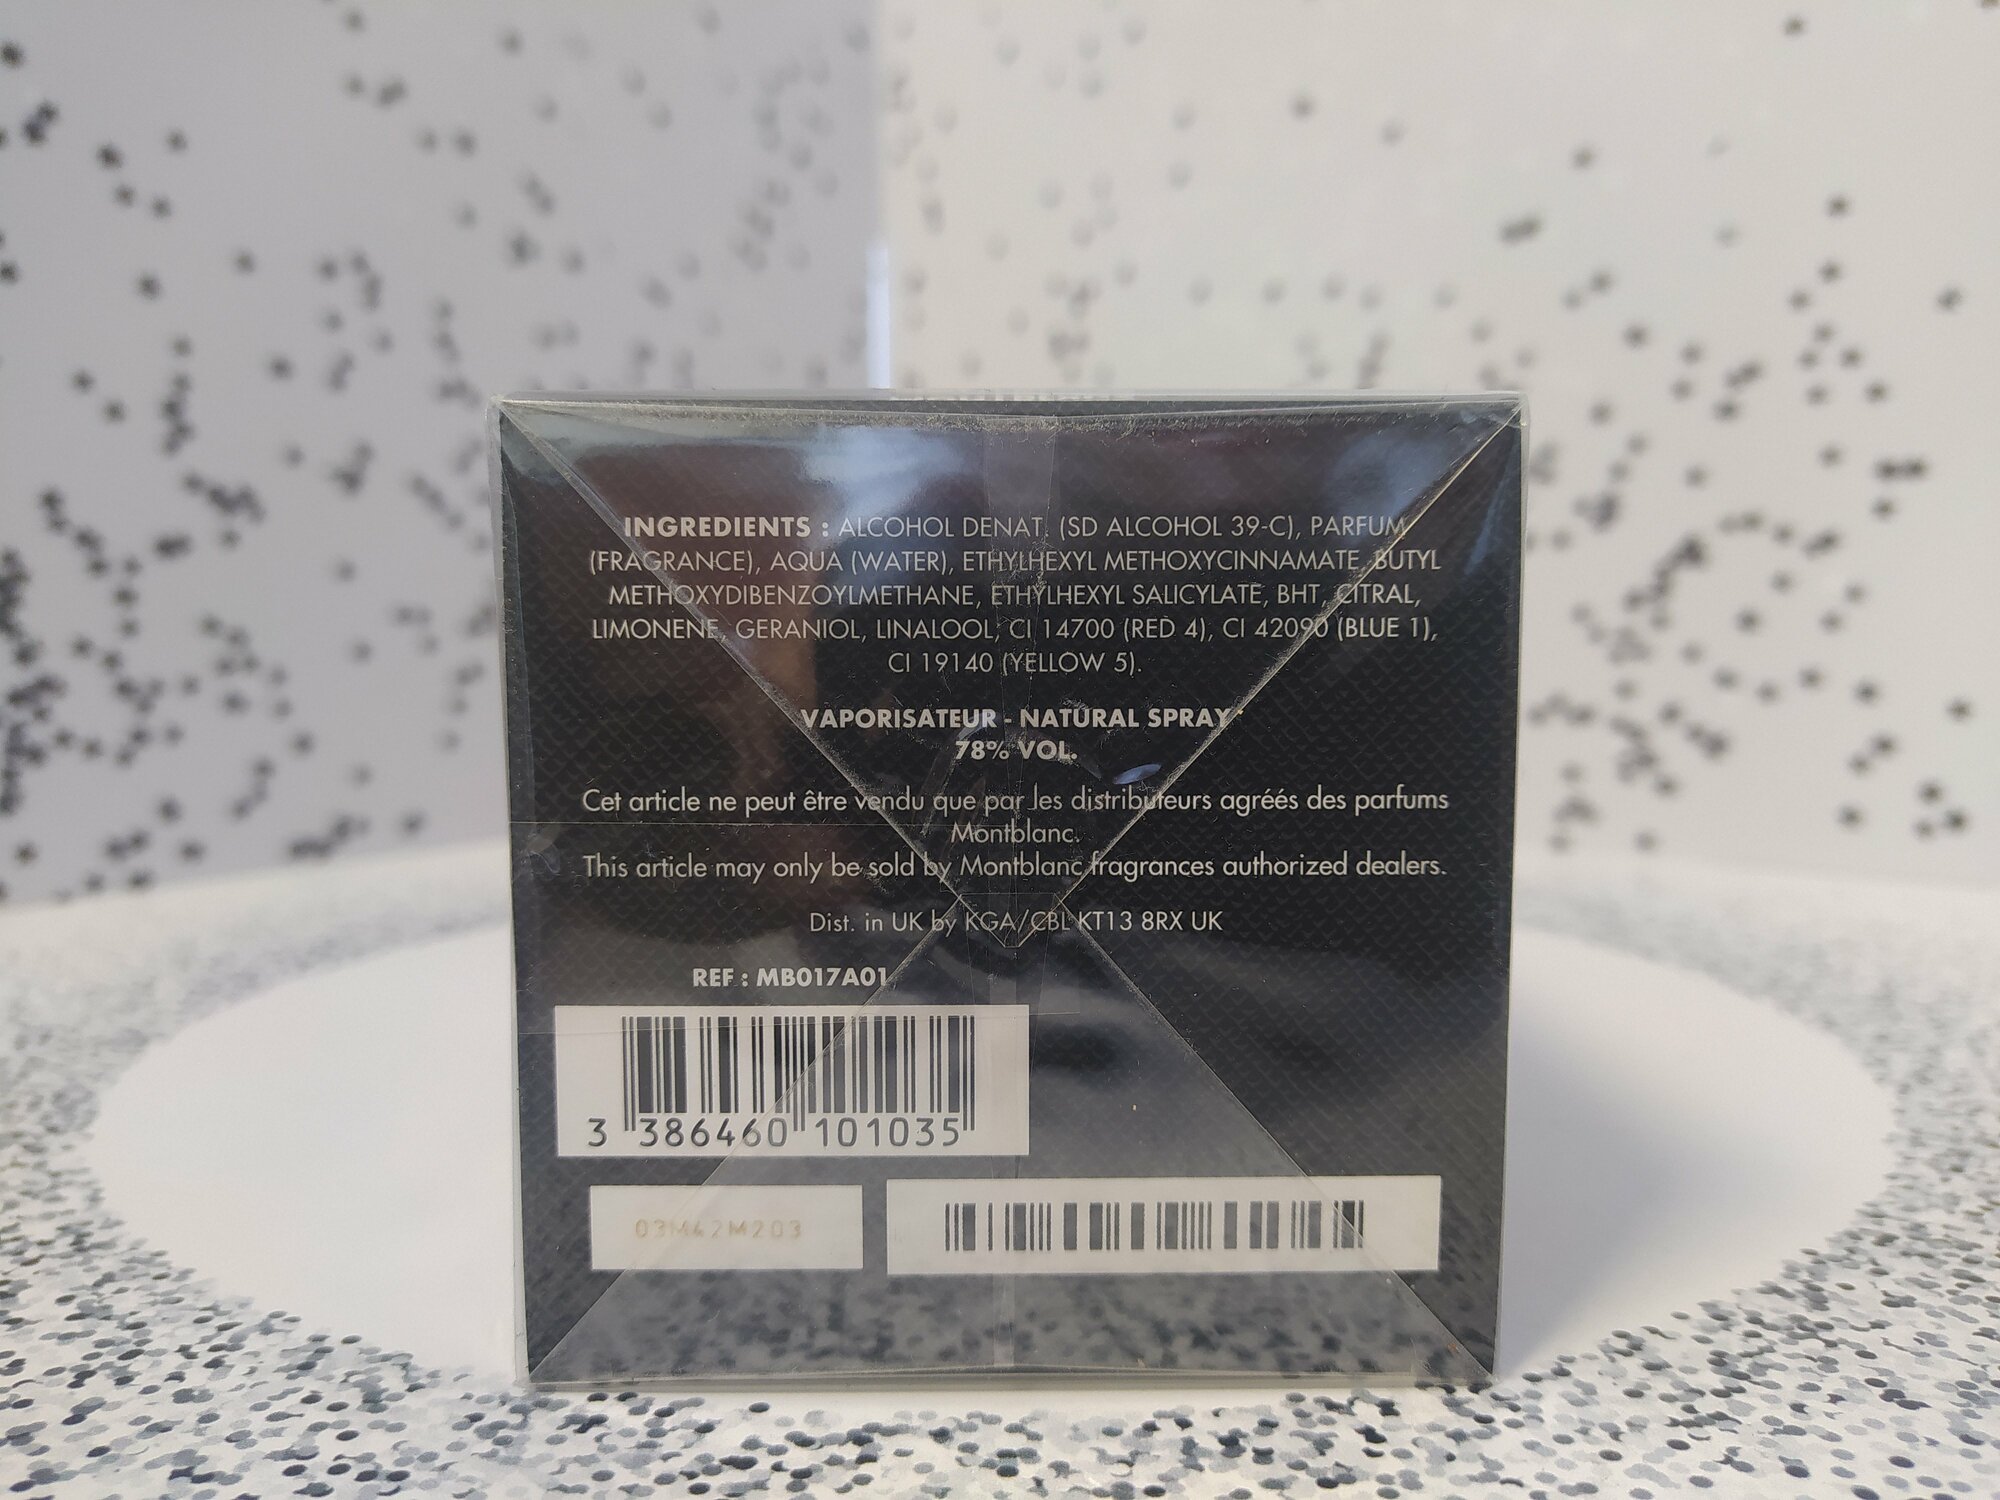 INGREDIENTS : ALCOHOL DENAT. (SD ALCOHOL 39-C), PARFUM
(FRAGRANCE), AQUA (WATER), ETHYLHEXYL METHOXYCINNAMATE, BUTYL
METHOXYDIBENZOYLMETHANE, ETHYLHEXYL SALICYLATE, BHT, CITRAL,
LIMONENE, GERANIOL, LINALOOL, CI 14700 (RED 4), CI 42090 (BLUE 1),
CI 19140 (YELLOW 5).
VAPORISATEUR - NATURAL SPRAY
78% VOL.
Cet article ne peut être vendu que par les distributeurs agréés des parfums
Montblanc.
This article may only be sold by Montblanc fragrances authorized dealers.
Dist. in UK by KGA/CBL KT13 8RX UK
REF : MB017A01
3 386460 101035
03M42M203